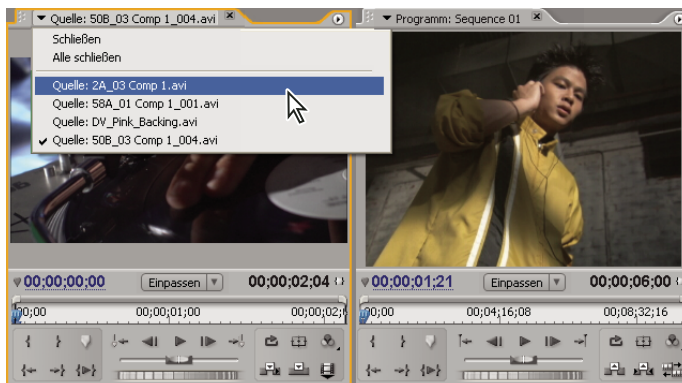 Quelle: 50B_03 Comp 1_004.avi
Programm: Sequence 01
Schließen
Alle schließen
Quelle: 2A_03 Comp 1.avi
Quelle: 58A_01 Comp 1_001.avi
Quelle: DV_Pink_Backing.avi
Quelle: 50B_03 Comp 1_004.avi
00;00;00;00 Einpassen 00;00;02;04
00;00;01;21 Einpassen 00;00;06;00
00;00 00;00;01;00 00;00;02;
00;00 00;04;16;08 00;08;32;16